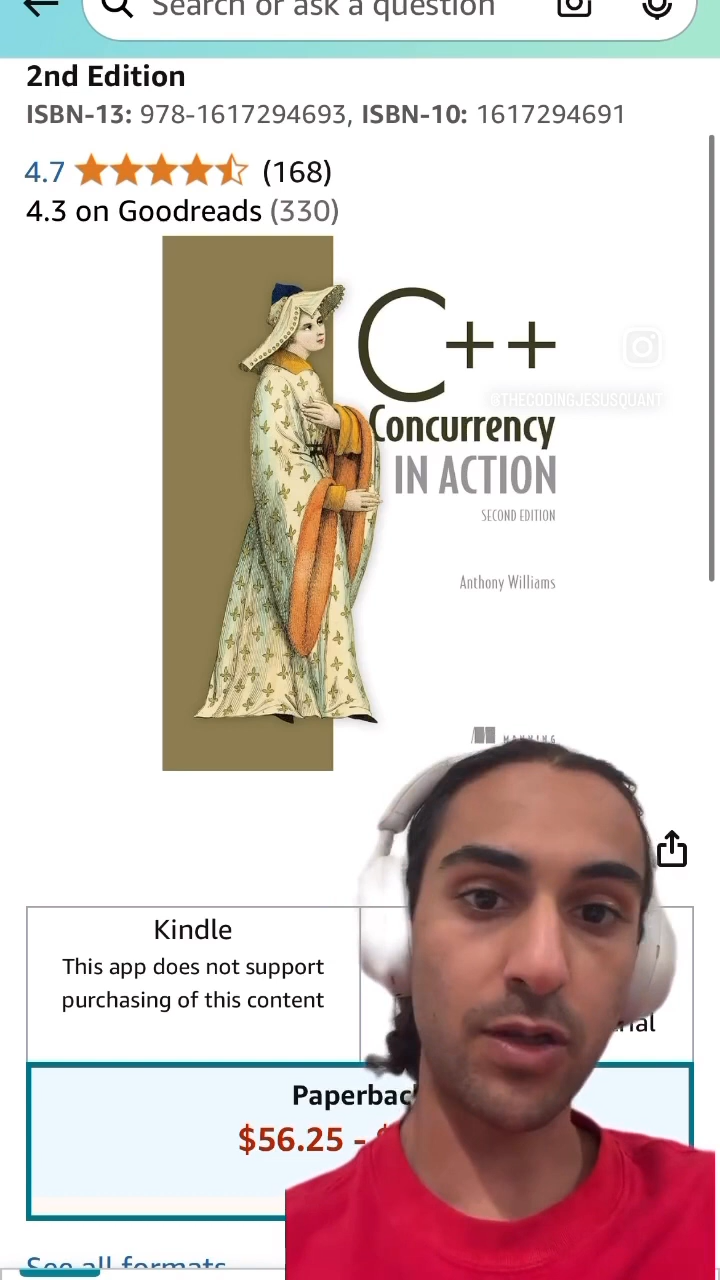 Search or ask a question
2nd Edition
ISBN-13: 978-1617294693, ISBN-10: 1617294691
4.7 (168)
4.3 on Goodreads (330)
C++
@THECODINGJESUSQUANT
Concurrency
IN ACTION
SECOND EDITION
Anthony Williams
MANNING
Kindle
This app does not support
purchasing of this content
Paperbac
$56.25 -
See all formats